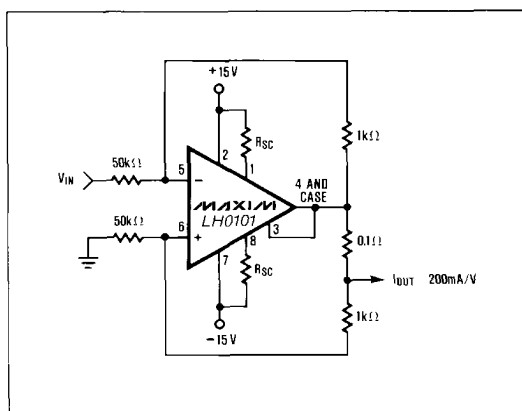 +15V
RSC
1kΩ
50kΩ
5
2
1
VIN
4 AND
CASE
MAXIM
LH0101
3
50kΩ
6
8
0.1Ω
7
RSC
IOUT 200mA/V
1kΩ
-15V